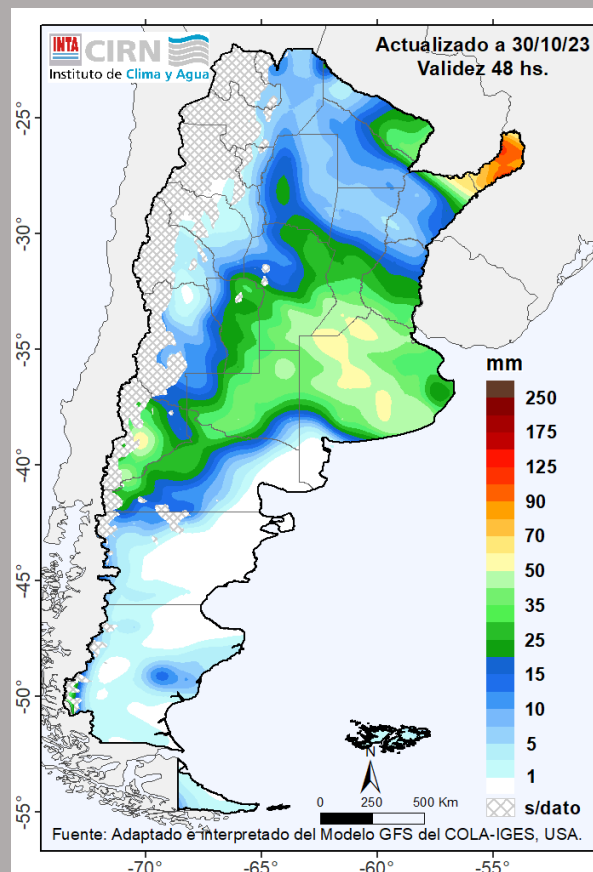 INTA CIRN
Instituto de Clima y Agua
Actualizado a 30/10/23
Validez 48 hs.
-25°
-30°
-35°
-40°
-45°
-50°
-55°
mm
250
175
125
90
70
50
35
25
15
10
5
1
s/dato
N
0 250 500 Km
Fuente: Adaptado e interpretado del Modelo GFS del COLA-IGES, USA.
-70° -65° -60° -55°